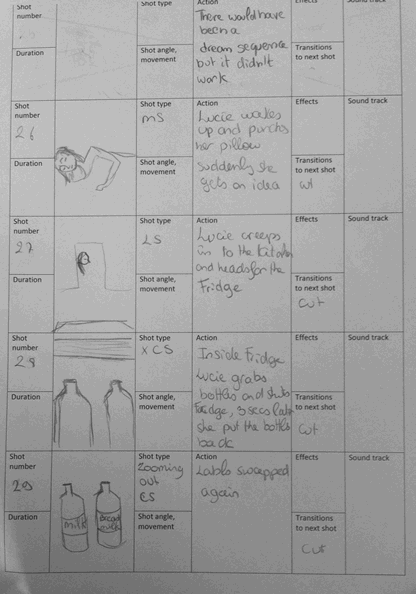 Shot number
Shot type
Action
Effects
Sound track
There would have
been a
dream sequence
but it didn't
work
Duration
Shot angle, movement
Transitions to next shot
Shot number
26
Shot type
MS
Action
Lucie wakes
up and punches
her pillow
suddenly she
gets an idea
Effects
Sound track
Duration
Shot angle, movement
Transitions to next shot
cut
Shot number
27
Shot type
LS
Action
Lucie creeps
in to the kitchen
and heads for the
Fridge
Effects
Sound track
Duration
Shot angle, movement
Transitions to next shot
cut
Shot number
28
Shot type
XCS
Action
Inside Fridge
Lucie grabs
bottles and shuts
Fridge, 3 secs later
she put the bottles
back
Effects
Sound track
Duration
Shot angle, movement
Transitions to next shot
cut
Shot number
29
Shot type
Zooming
out
CS
Action
Labls swapped
again
Effects
Sound track
milk
Duration
Shot angle, movement
Transitions to next shot
cut